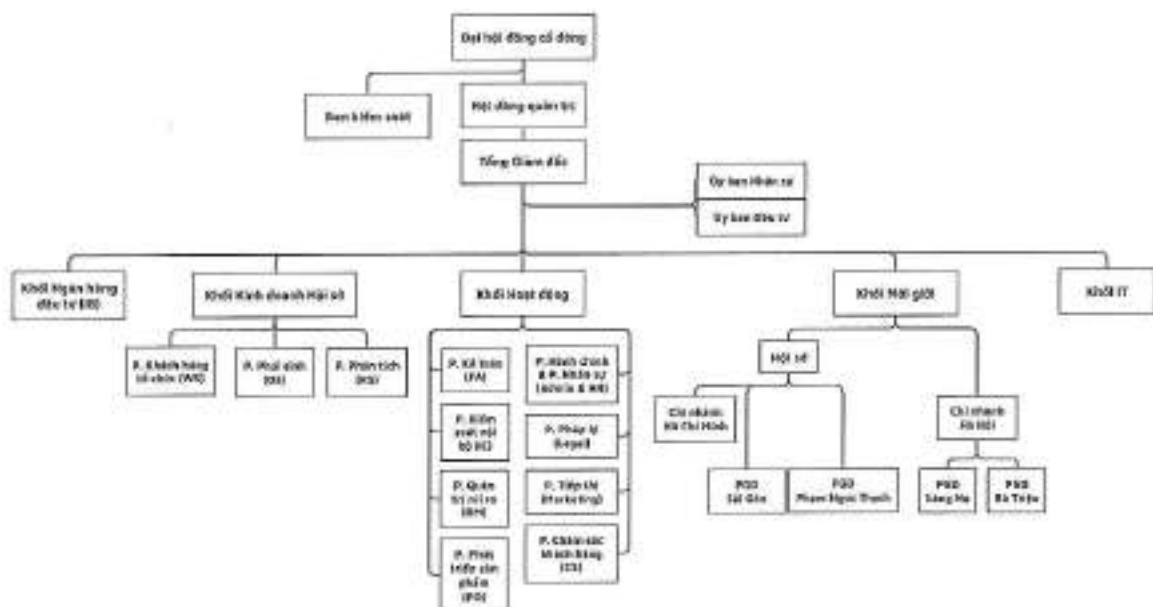 Đại hội đồng cổ đông
Ban kiểm soát
Hội đồng quản trị
Tổng Giám đốc
Ủy ban Nhân sự
Ủy ban Đầu tư
Khối Ngân hàng
đầu tư (IB)
Khối Kinh doanh Hội sở
Khối Hoạt động
Khối Môi giới
Khối IT
P. Khách hàng
tổ chức
P. Phái sinh
P. Phân tích
P. Kế toán
(FA)
P. Hành chính
& P. Nhân sự
(Admin & HR)
P. Kiểm
soát nội
bộ (IC)
P. Pháp lý
(Legal)
P. Quản
trị rủi ro
(RM)
P. Tiếp thị
(Marketing)
P. Phát
triển sản
phẩm
(PD)
P. Chăm sóc
khách hàng
(CS)
Hội sở
Chi nhánh
Hồ Chí Minh
Chi nhánh
Hà Nội
PGD
Sài Gòn
PGD
Phạm Ngọc Thạch
PGD
Láng Hạ
PGD
Bà Triệu